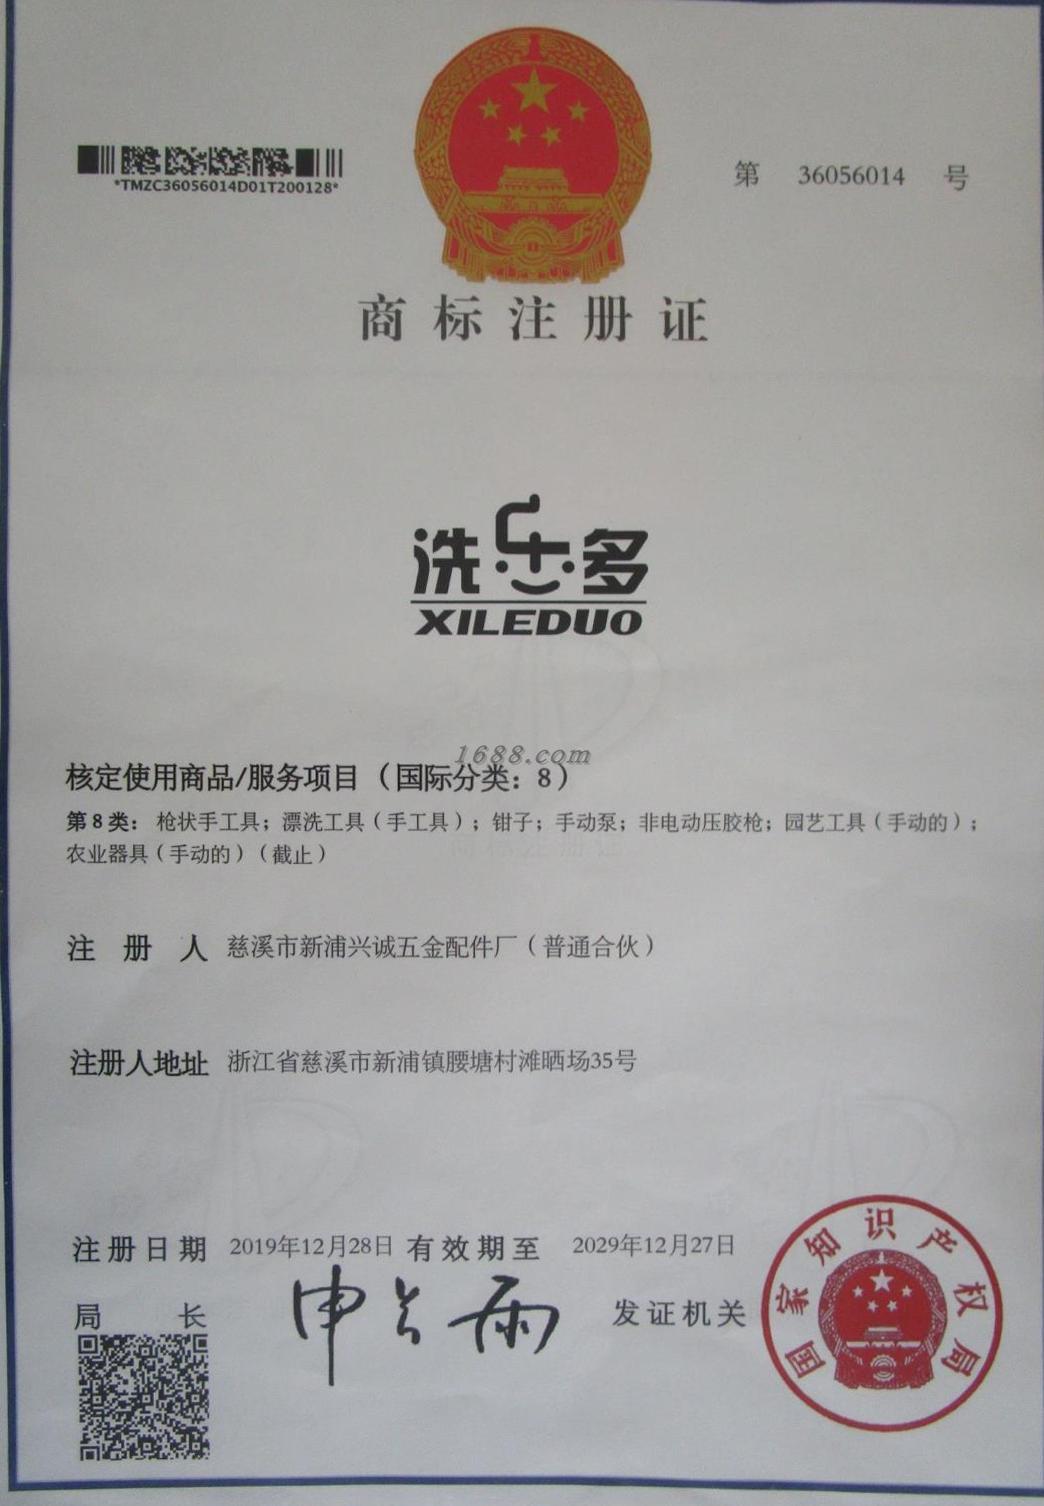 *TMZC36056014D01T200128*
第 36056014 号
商标注册证
洗乐多
XILEDUO
1688.com
核定使用商品/服务项目（国际分类：8）
第8类：枪状手工具；漂洗工具（手工具）；钳子；手动泵；非电动压胶枪；园艺工具（手动的）；
农业器具（手动的）（截止）
注册人 慈溪市新浦兴诚五金配件厂（普通合伙）
注册人地址 浙江省慈溪市新浦镇腰塘村滩晒场35号
注册日期 2019年12月28日 有效期至 2029年12月27日
局长 申长雨 发证机关
国家知识产权局